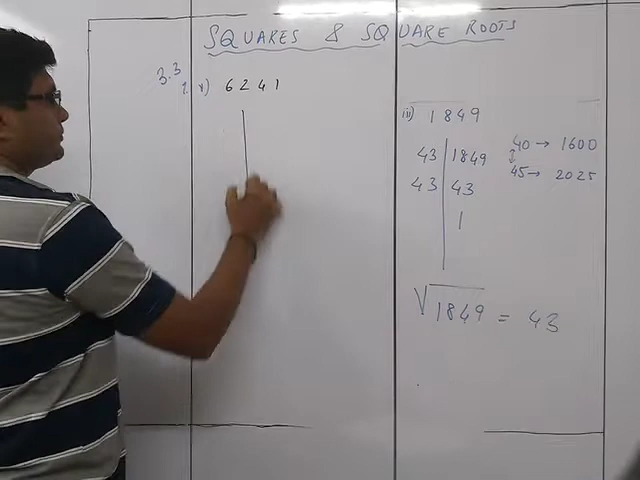 SQUARES & SQUARE ROOTS
3.3
1. v) 6241
iii) 1849
43 1849
43 43
1
40 → 1600
↕
45 → 2025
√1849 = 43